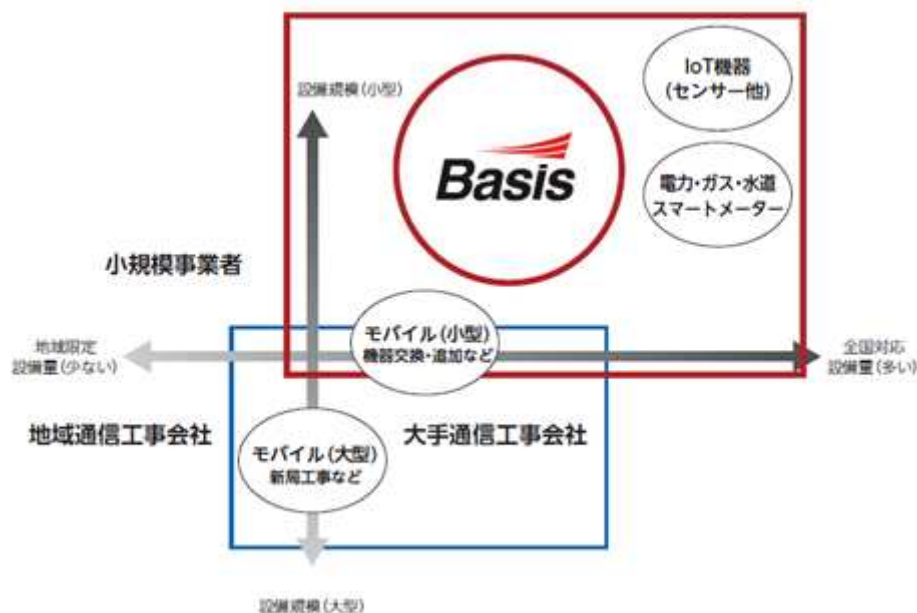 IoT機器
(センサー他)
設備規模(小型)
Basis
電力・ガス・水道
スマートメーター
小規模事業者
モバイル(小型)
機器交換・追加など
地域限定
設備量(少ない)
全国対応
設備量(多い)
地域通信工事会社
大手通信工事会社
モバイル(大型)
新局工事など
設備規模(大型)